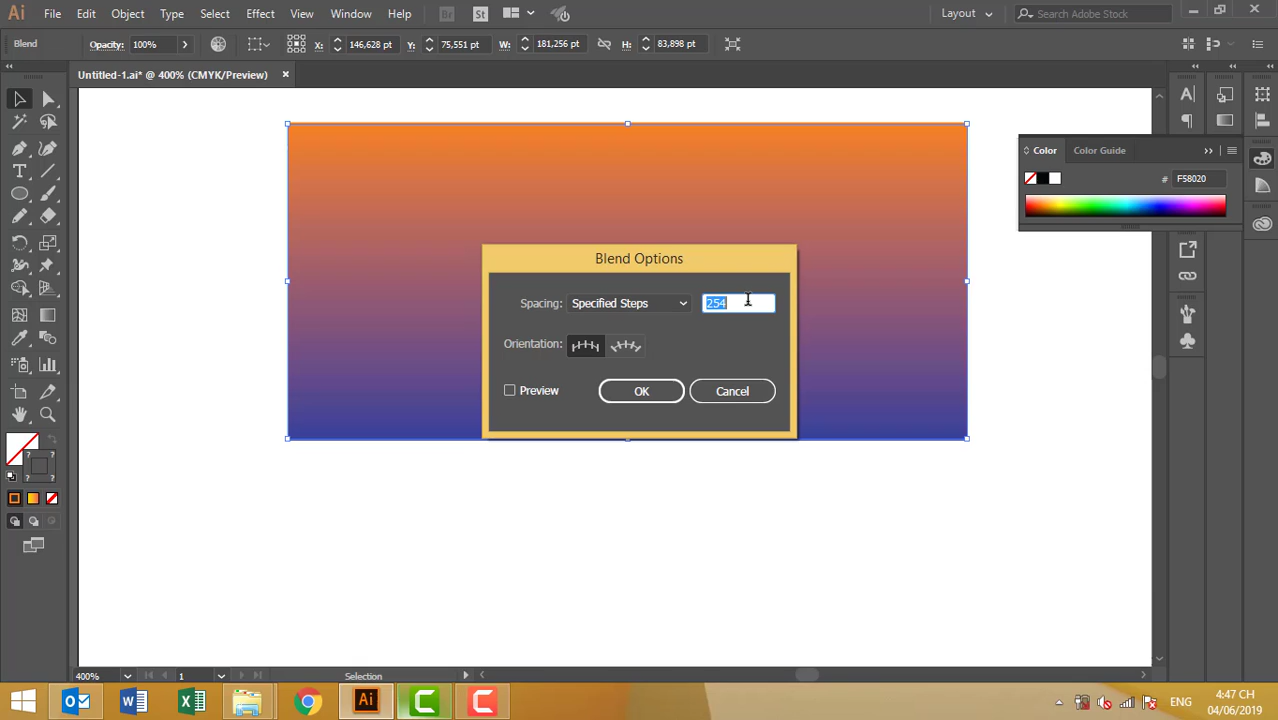 Ai File Edit Object Type Select Effect View Window Help Br St Layout Search Adobe Stock
Blend Opacity: 100% X: 146,628 pt Y: 75,551 pt W: 181,256 pt H: 83,898 pt
Untitled-1.ai* @ 400% (CMYK/Preview)
Color Color Guide
# F58020
Blend Options
Spacing: Specified Steps 254
Orientation:
Preview OK Cancel
400% 1 Selection
ENG 4:47 CH
04/06/2019